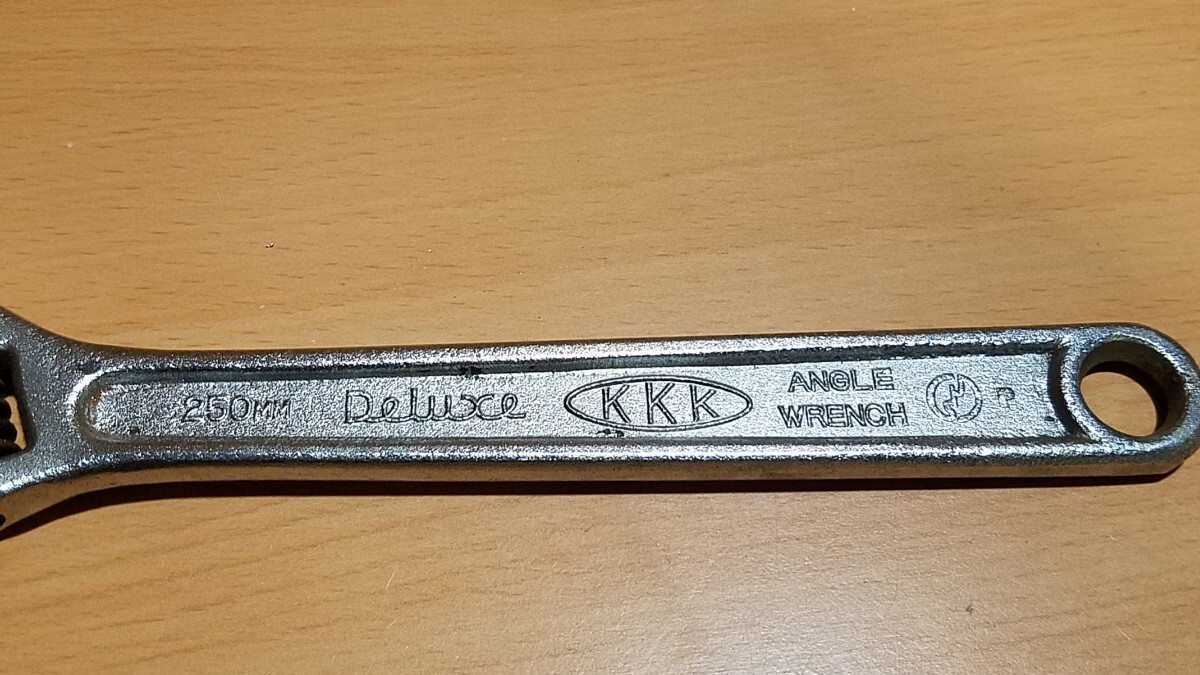 250MM Deluxe KKK
ANGLE
WRENCH
P